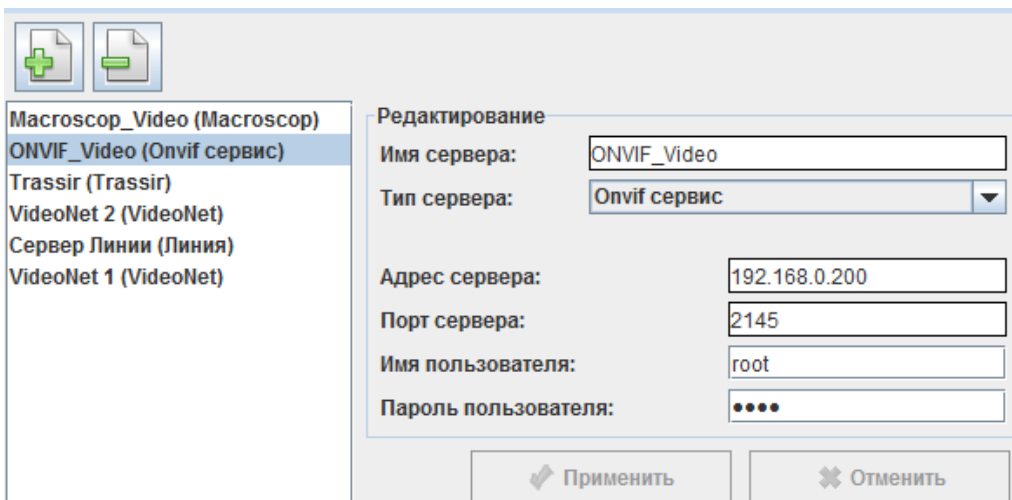 Macroscop_Video (Macroscop)
ONVIF_Video (Onvif сервис)
Trassir (Trassir)
VideoNet 2 (VideoNet)
Сервер Линии (Линия)
VideoNet 1 (VideoNet)
Редактирование
Имя сервера: ONVIF_Video
Тип сервера: Onvif сервис
Адрес сервера: 192.168.0.200
Порт сервера: 2145
Имя пользователя: root
Пароль пользователя: ••••
Применить
Отменить